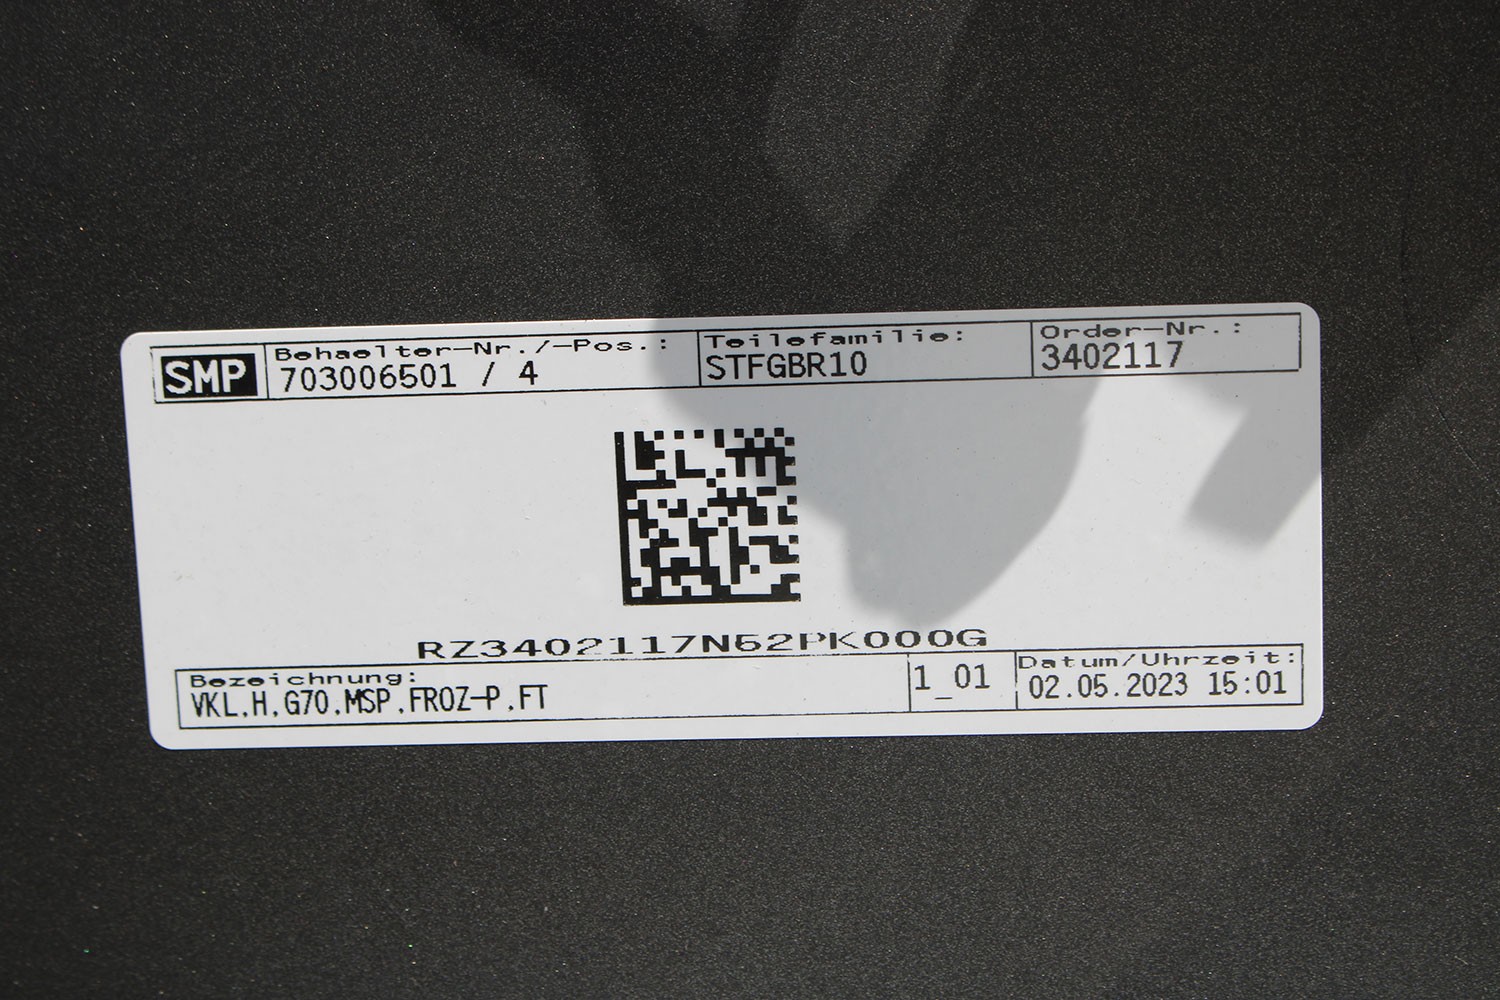 SMP
Behaelter-Nr./-Pos.:
703006501 / 4
Teilefamilie:
STFGBR10
Order-Nr.:
3402117
RZ3402117N52PK000G
Bezeichnung:
VKL,H,G70,MSP,FROZ-P,FT
1_01
Datum/Uhrzeit:
02.05.2023 15:01